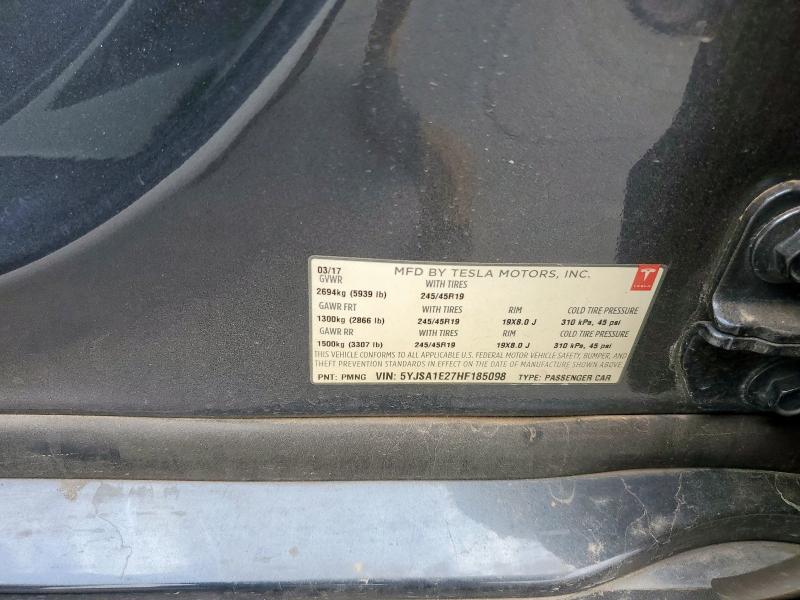 03/17 MFD BY TESLA MOTORS, INC.
GVWR WITH TIRES
2694kg (5939 lb) 245/45R19
GAWR FRT WITH TIRES RIM COLD TIRE PRESSURE
1300kg (2866 lb) 245/45R19 19X8.0 J 310 kPa, 45 psi
GAWR RR WITH TIRES RIM COLD TIRE PRESSURE
1500kg (3307 lb) 245/45R19 19X8.0 J 310 kPa, 45 psi
THIS VEHICLE CONFORMS TO ALL APPLICABLE U.S. FEDERAL MOTOR VEHICLE SAFETY, BUMPER, AND
THEFT PREVENTION STANDARDS IN EFFECT ON THE DATE OF MANUFACTURE SHOWN ABOVE
PNT: PMNG VIN: 5YJSA1E27HF185098 TYPE: PASSENGER CAR
TESLA